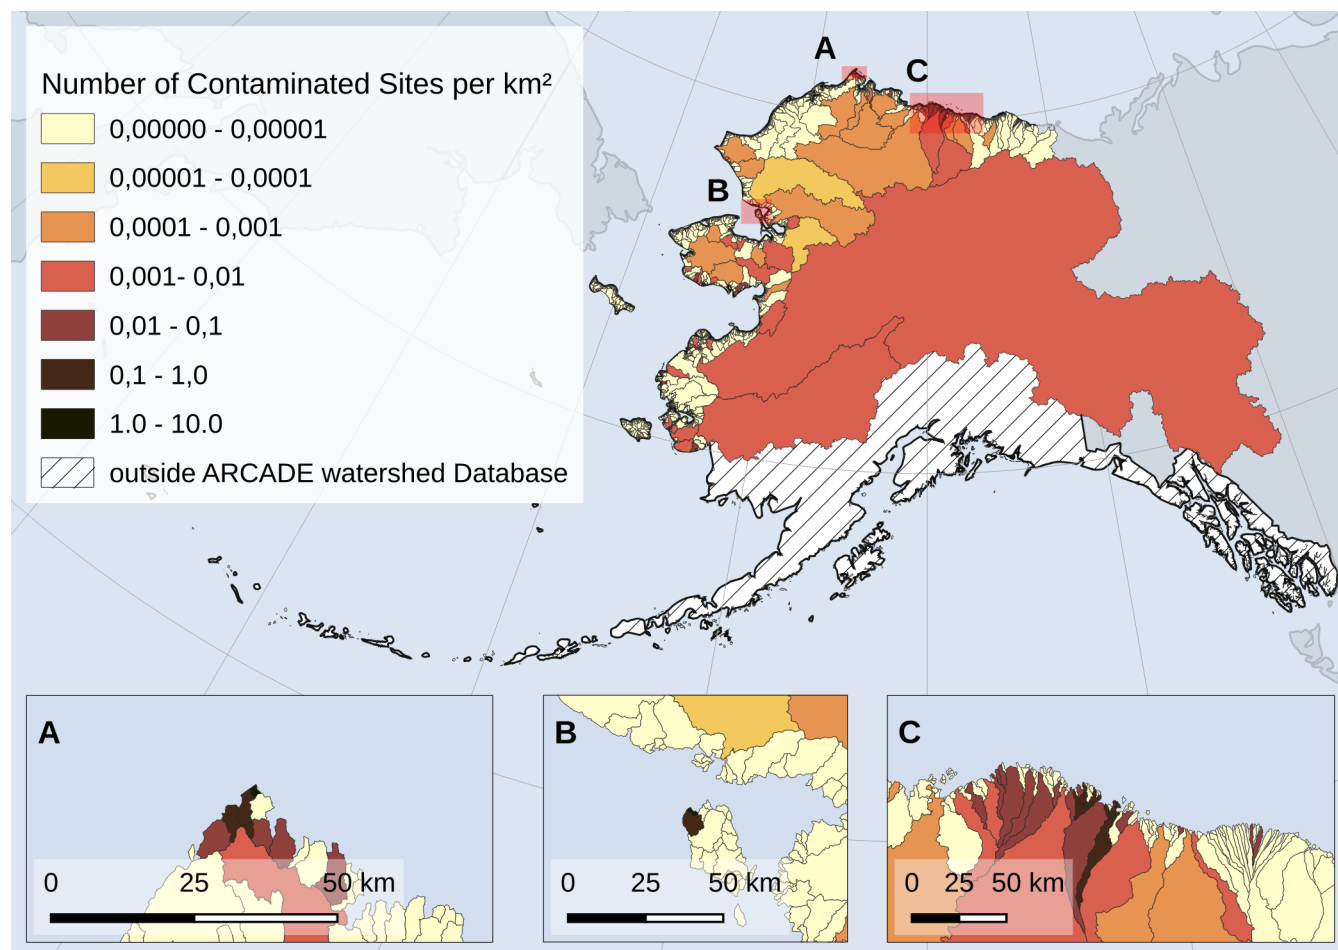 Number of Contaminated Sites per km²
0,00000 - 0,00001
0,00001 - 0,0001
0,0001 - 0,001
0,001- 0,01
0,01 - 0,1
0,1 - 1,0
1.0 - 10.0
outside ARCADE watershed Database
A
C
B
A
0 25 50 km
B
0 25 50 km
C
0 25 50 km